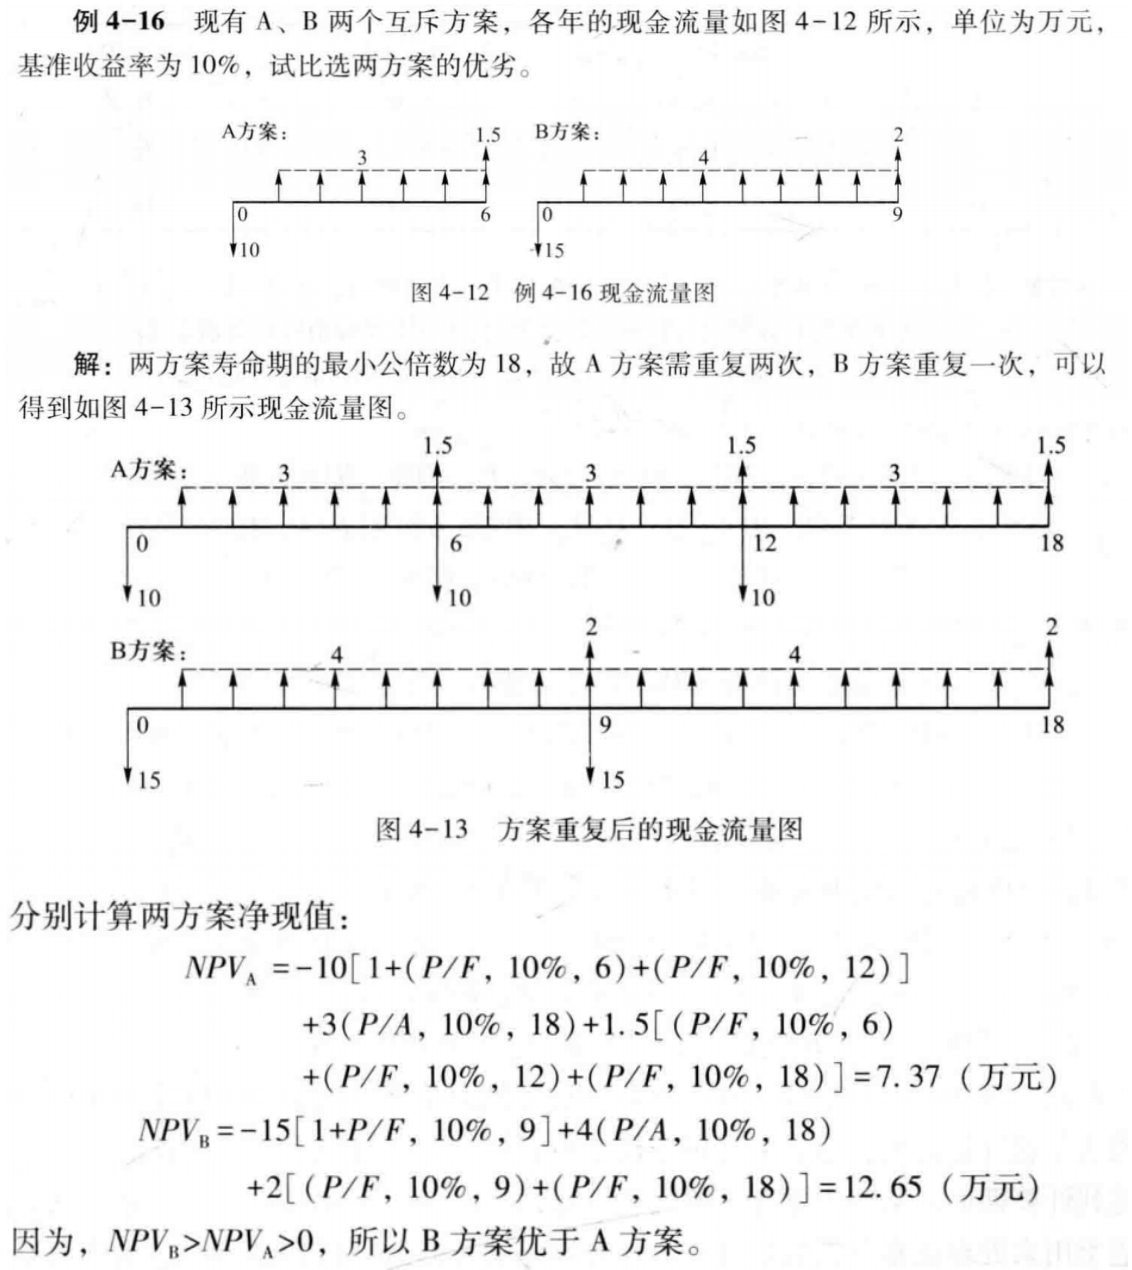 例 4-16 现有 A、B 两个互斥方案，各年的现金流量如图 4-12 所示，单位为万元，
基准收益率为 10%，试比选两方案的优劣。
A方案： 1.5 B方案： 2
3 4
0 6 0 9
10 15
图 4-12 例 4-16 现金流量图
解：两方案寿命期的最小公倍数为 18，故 A 方案需重复两次，B 方案重复一次，可以
得到如图 4-13 所示现金流量图。
1.5 1.5 1.5
A方案： 3 3 3
0 6 12 18
10 10 10
2 2
B方案： 4 4
0 9 18
15 15
图 4-13 方案重复后的现金流量图
分别计算两方案净现值：
NPV_A =-10[1+(P/F, 10%, 6)+(P/F, 10%, 12)]
+3(P/A, 10%, 18)+1.5[(P/F, 10%, 6)
+(P/F, 10%, 12)+(P/F, 10%, 18)]=7.37（万元）
NPV_B=-15[1+P/F, 10%, 9]+4(P/A, 10%, 18)
+2[(P/F, 10%, 9)+(P/F, 10%, 18)]=12.65（万元）
因为，NPV_B>NPV_A>0，所以 B 方案优于 A 方案。